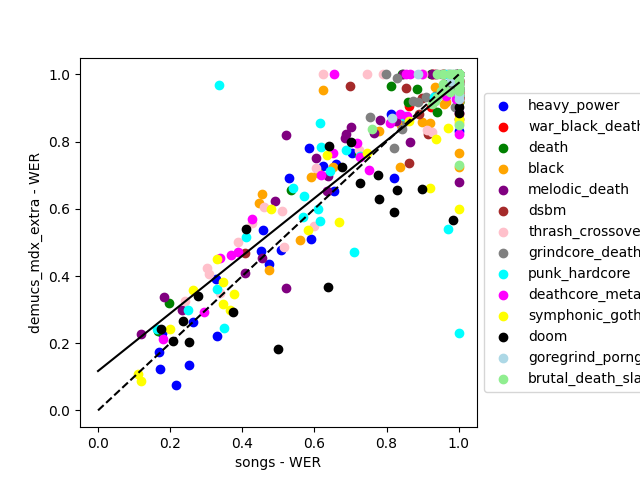 demucs_mdx_extra - WER
1.0
0.8
0.6
0.4
0.2
0.0
0.0 0.2 0.4 0.6 0.8 1.0
songs - WER
heavy_power
war_black_death
death
black
melodic_death
dsbm
thrash_crossove
grindcore_death
punk_hardcore
deathcore_meta
symphonic_goth
doom
goregrind_porng
brutal_death_sla